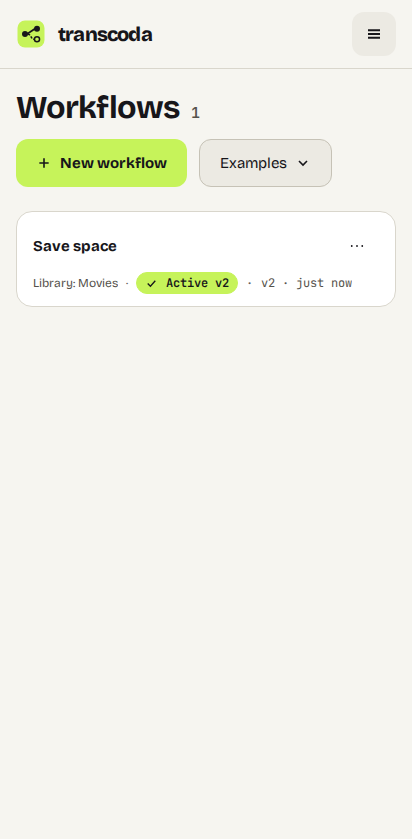 transcoda
Workflows 1
+ New workflow Examples
Save space ...
Library: Movies · Active v2 · v2 · just now